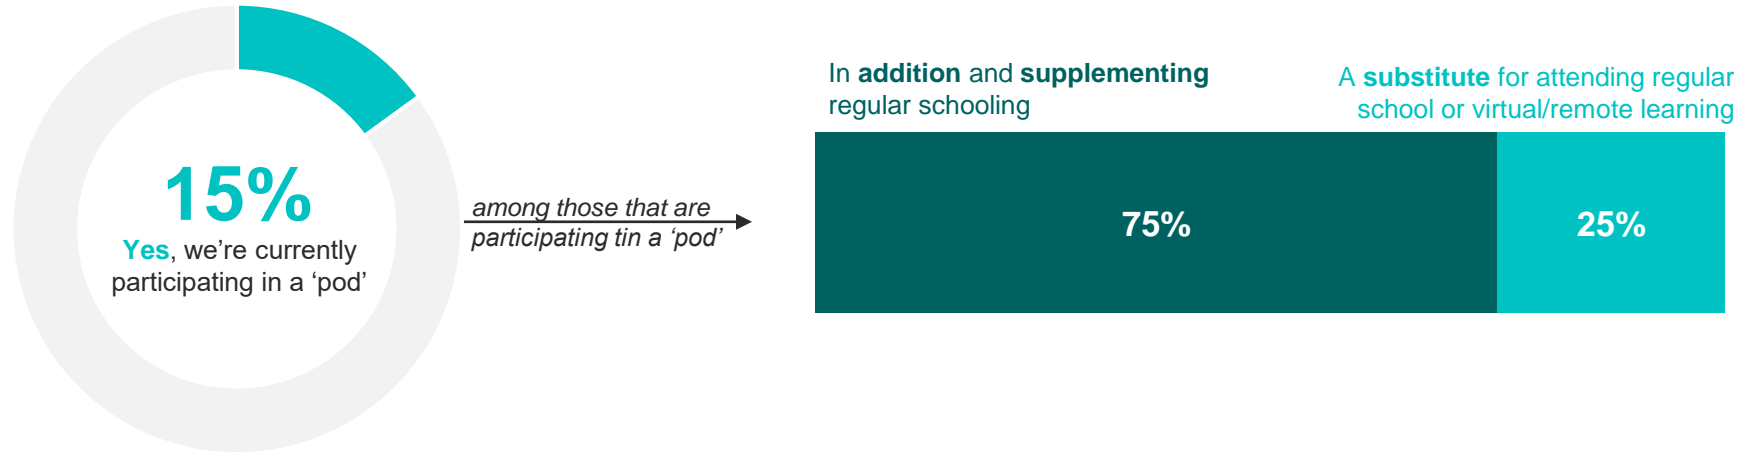 15%
Yes, we’re currently
participating in a ‘pod’
among those that are
participating tin a ‘pod’
In addition and supplementing
regular schooling
A substitute for attending regular
school or virtual/remote learning
75%
25%